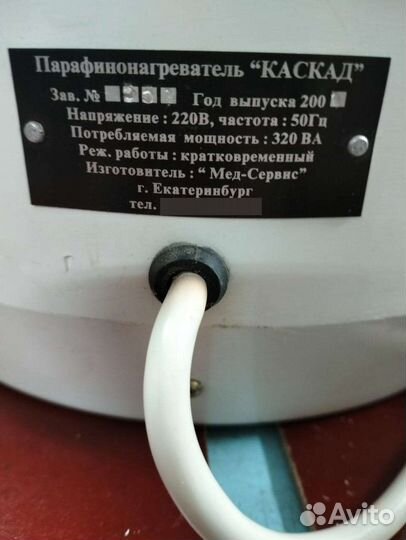 Парафинонагреватель “КАСКАД”
Зав. № Год выпуска 200
Напряжение : 220В, частота : 50Гц
Потребляемая мощность : 320 ВА
Реж. работы : кратковременный
Изготовитель : “ Мед-Сервис”
г. Екатеринбург
тел.
Avito